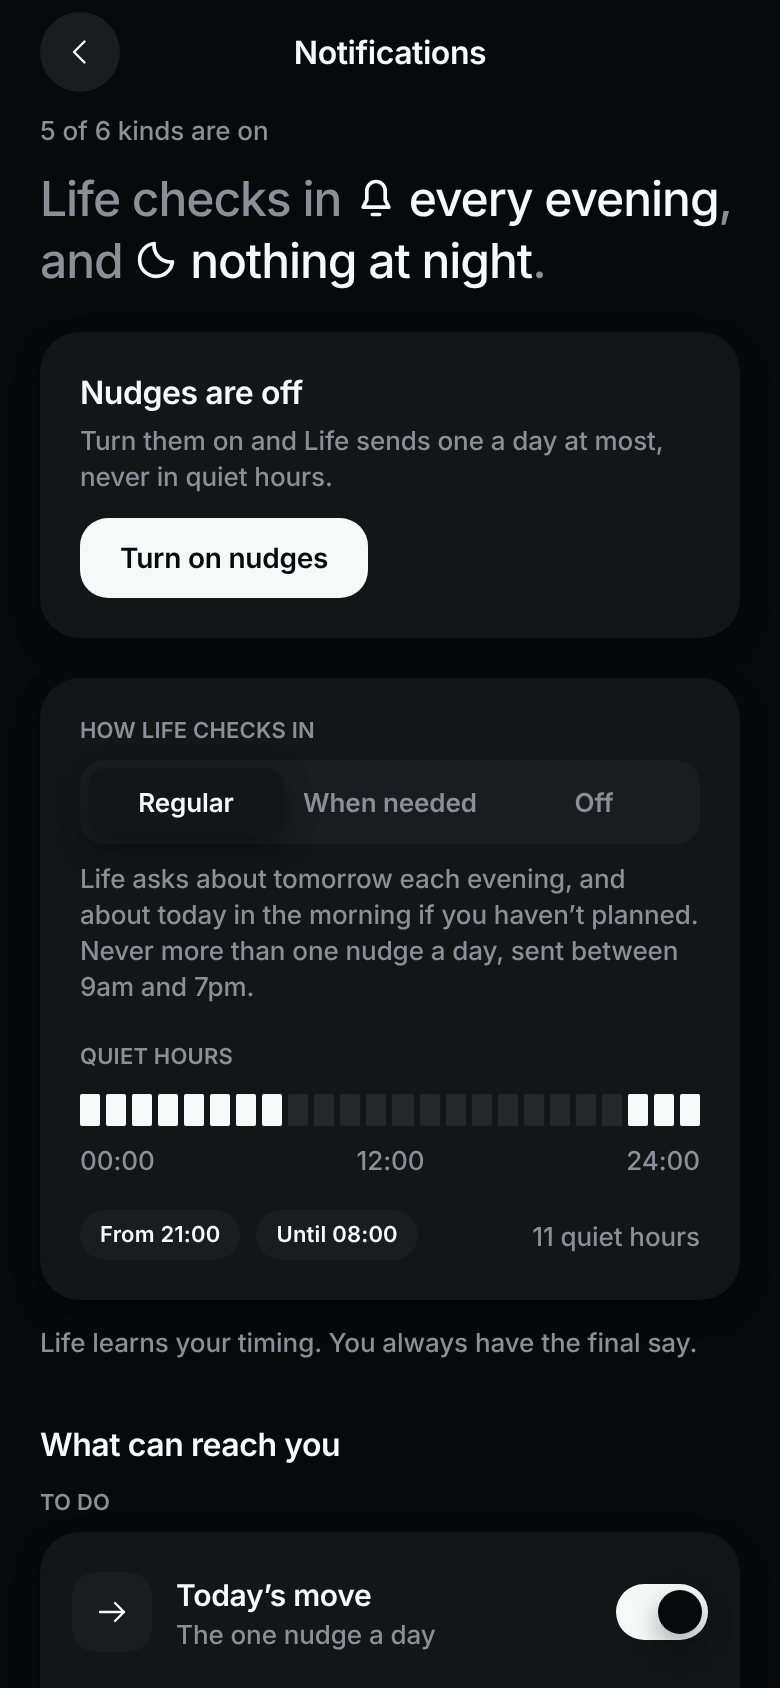 Notifications
5 of 6 kinds are on
Life checks in every evening,
and nothing at night.
Nudges are off
Turn them on and Life sends one a day at most,
never in quiet hours.
Turn on nudges
HOW LIFE CHECKS IN
Regular When needed Off
Life asks about tomorrow each evening, and
about today in the morning if you haven’t planned.
Never more than one nudge a day, sent between
9am and 7pm.
QUIET HOURS
00:00 12:00 24:00
From 21:00 Until 08:00 11 quiet hours
Life learns your timing. You always have the final say.
What can reach you
TO DO
Today’s move
The one nudge a day